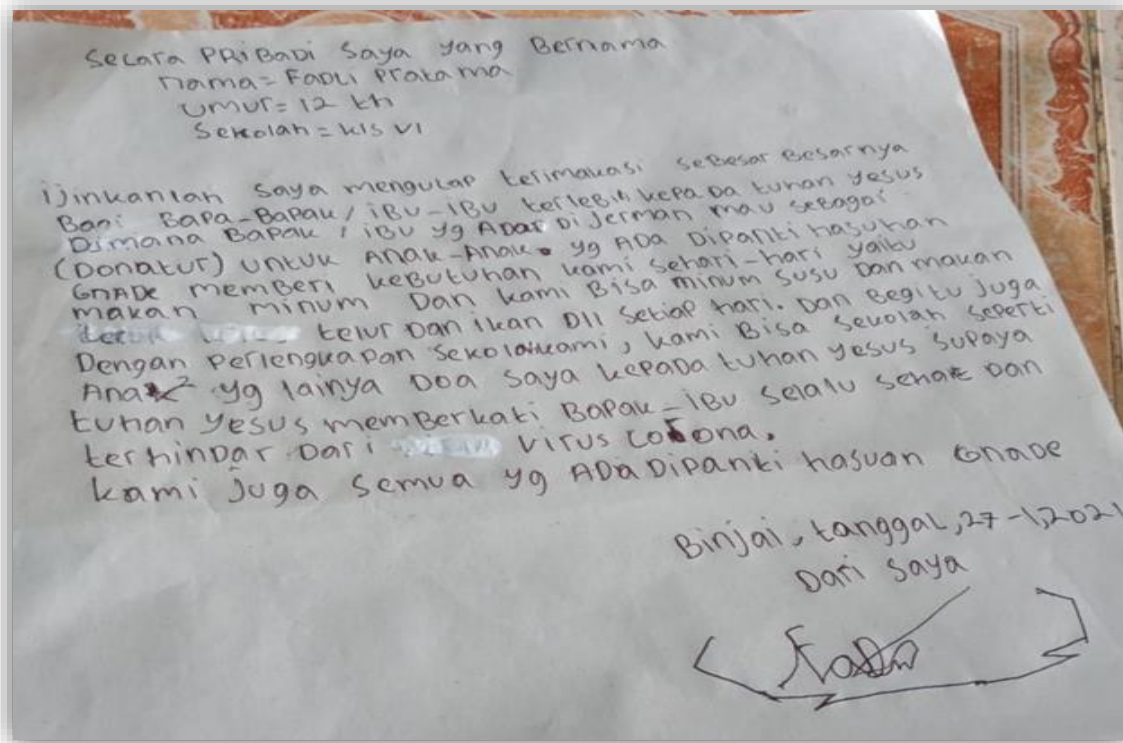 Secara PRiBaDi Saya yang Bernama
nama = FaDLi Pratama
umur = 12 th
Sekolah = kls VI
ijinkanlah Saya mengucap terimakasi seBesar Besarnya
Bagi BaPa-BaPak / iBu-iBu terleBih kepaDa tuhan yesus
Dimana BaPak / iBu yg ADa Di Jerman mau seBagai
(Donatur) untuk Anak-Anak yg ADa DiPanti hasuhan
GnADe memBeri keButuhan kami sehari-hari yaitu
makan minum Dan kami Bisa minum susu Dan makan
telur Dan ikan Dll setiap hari. Dan Begitu juga
Dengan Perlengkapan Sekolahkami, kami Bisa sekolah seperti
Anak² yg lainya Doa saya kePaDa tuhan yesus suPaya
tuhan yesus memBerkati BaPak-iBu selalu sehat Dan
terhinDar Dari virus corona.
kami juga semua yg ADa DiPanti hasuan GnaDe
Binjai, tanggal, 27-1,2021
Dari saya